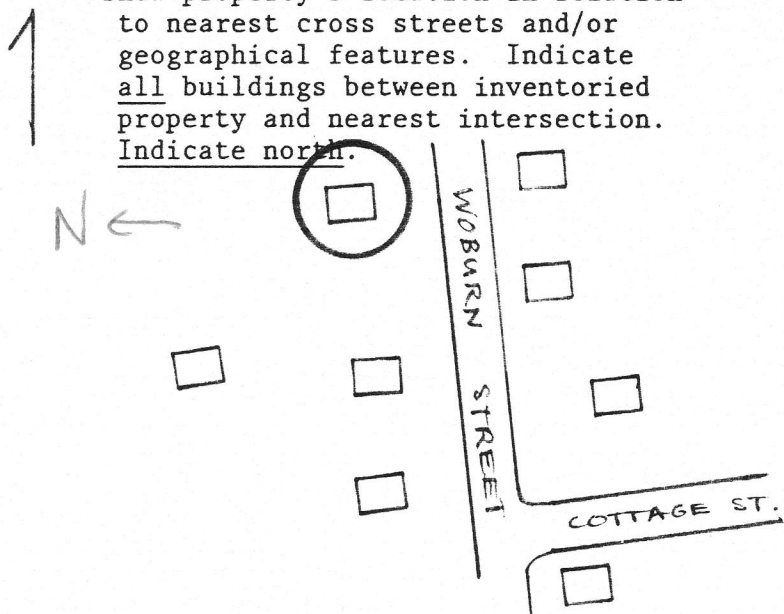 to nearest cross streets and/or
geographical features. Indicate
all buildings between inventoried
property and nearest intersection.
Indicate north.
N
WOBURN STREET
COTTAGE ST.